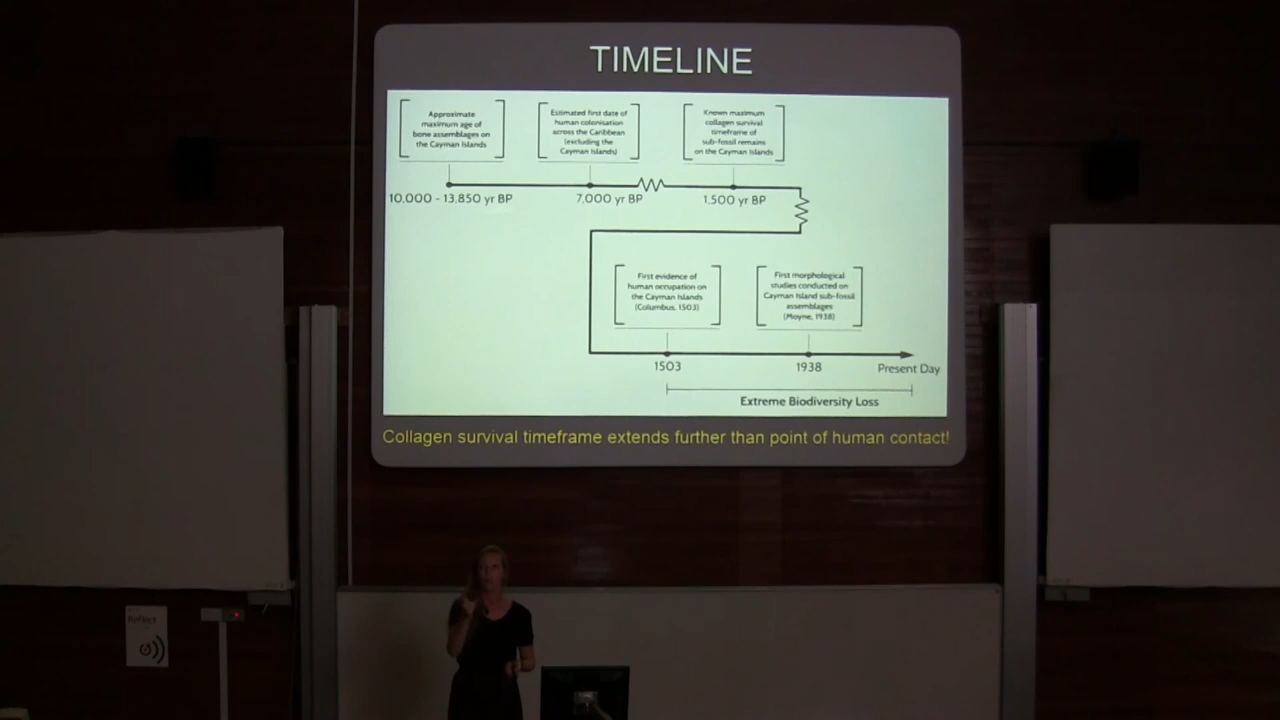 TIMELINE
Approximate
maximum age of
bone assemblages on
the Cayman Islands
Estimated first date of
human colonisation
across the Caribbean
(excluding the
Cayman Islands)
Known maximum
collagen survival
timeframe of
sub-fossil remains
on the Cayman Islands
10,000 - 13,850 yr BP
7,000 yr BP
1,500 yr BP
First evidence of
human occupation on
the Cayman Islands
(Columbus, 1503)
First morphological
studies conducted on
Cayman Island sub-fossil
assemblages
(Moyne, 1938)
1503
1938
Present Day
Extreme Biodiversity Loss
Collagen survival timeframe extends further than point of human contact!
Reflect